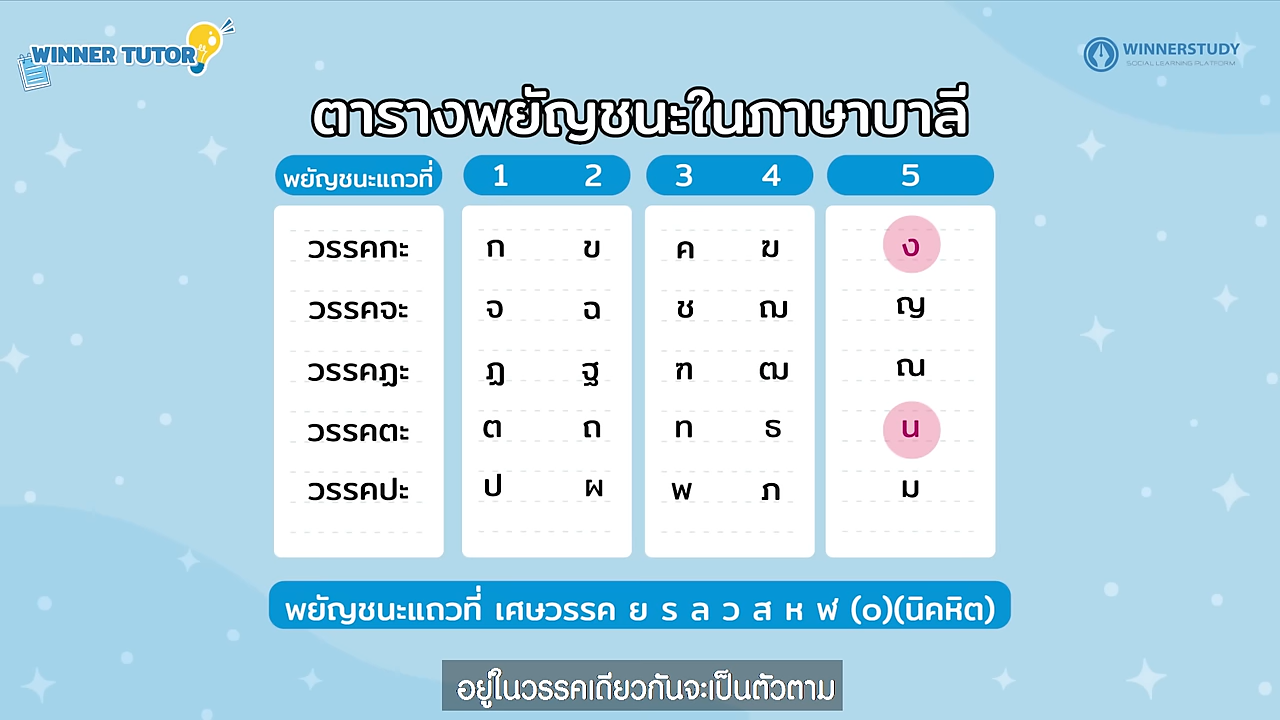 WINNER TUTOR
WINNERSTUDY
SOCIAL LEARNING PLATFORM
ตารางพยัญชนะในภาษาบาลี
พยัญชนะแถวที่ 1 2 3 4 5
วรรคกะ ก ข ค ฆ ง
วรรคจะ จ ฉ ช ฌ ญ
วรรคฏะ ฏ ฐ ฑ ฒ ณ
วรรคตะ ต ถ ท ธ น
วรรคปะ ป ผ พ ภ ม
พยัญชนะแถวที่ เศษวรรค ย ร ล ว ส ห ฬ (๐)(นิคหิต)
อยู่ในวรรคเดียวกันจะเป็นตัวตาม